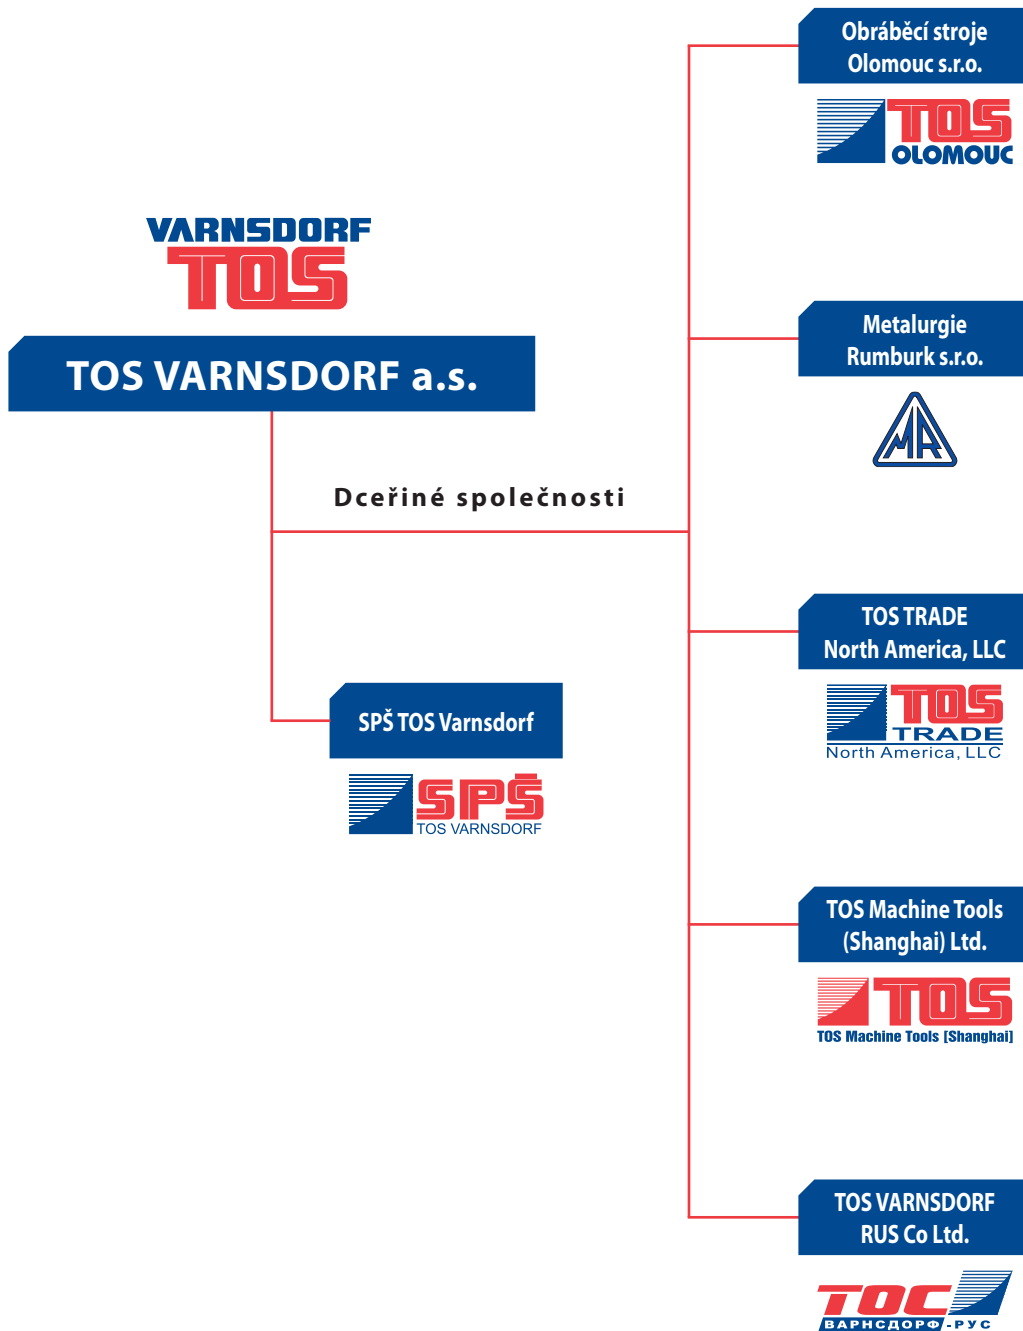 VARNSDORF
TOS
TOS VARNSDORF a.s.
Dceřiné společnosti
SPŠ TOS Varnsdorf
SPŠ
TOS VARNSDORF
Obráběcí stroje
Olomouc s.r.o.
TOS
OLOMOUC
Metalurgie
Rumburk s.r.o.
MR
TOS TRADE
North America, LLC
TOS
TRADE
North America, LLC
TOS Machine Tools
(Shanghai) Ltd.
TOS
TOS Machine Tools [Shanghai]
TOS VARNSDORF
RUS Co Ltd.
ТОС
ВАРНСДОРФ-РУС